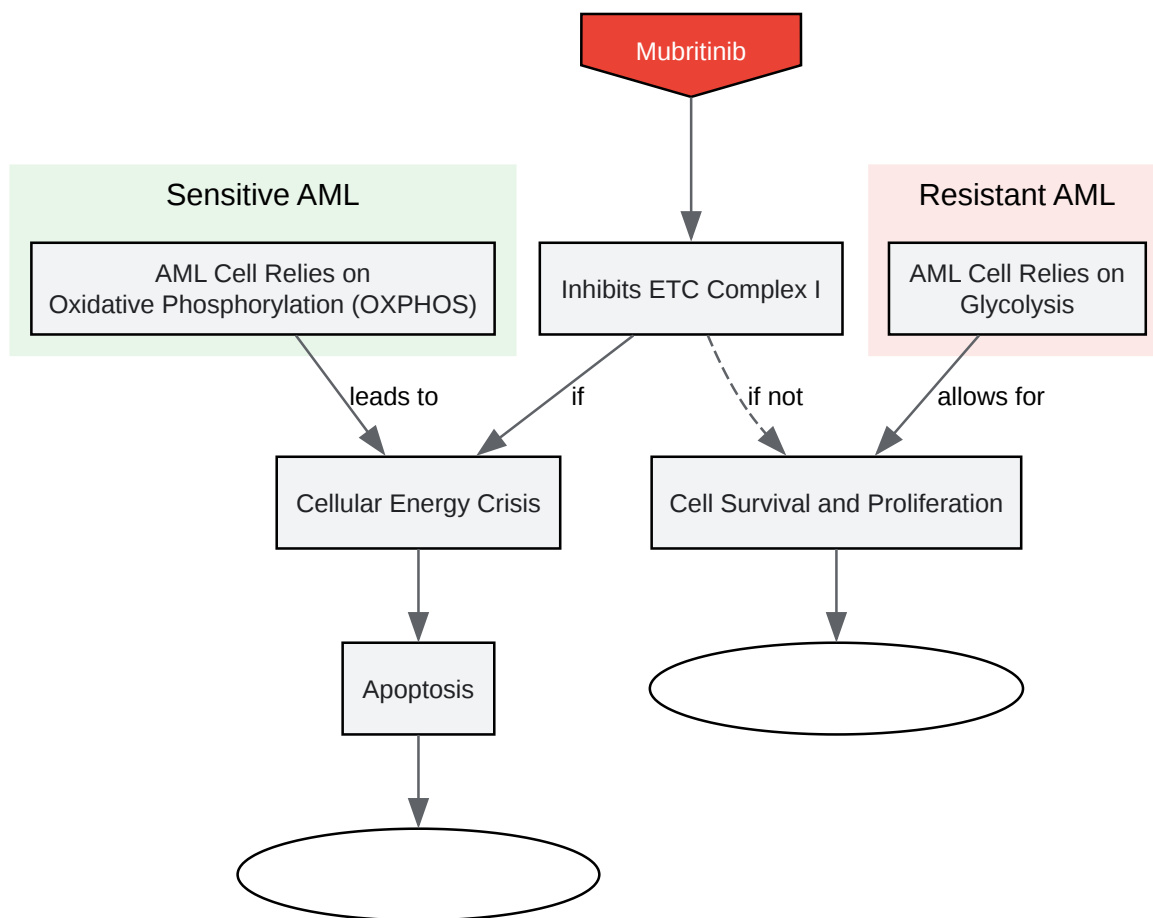 Mubritinib
Sensitive AML
Resistant AML
AML Cell Relies on
Oxidative Phosphorylation (OXPHOS)
Inhibits ETC Complex I
AML Cell Relies on
Glycolysis
leads to
if
if not
allows for
Cellular Energy Crisis
Cell Survival and Proliferation
Apoptosis